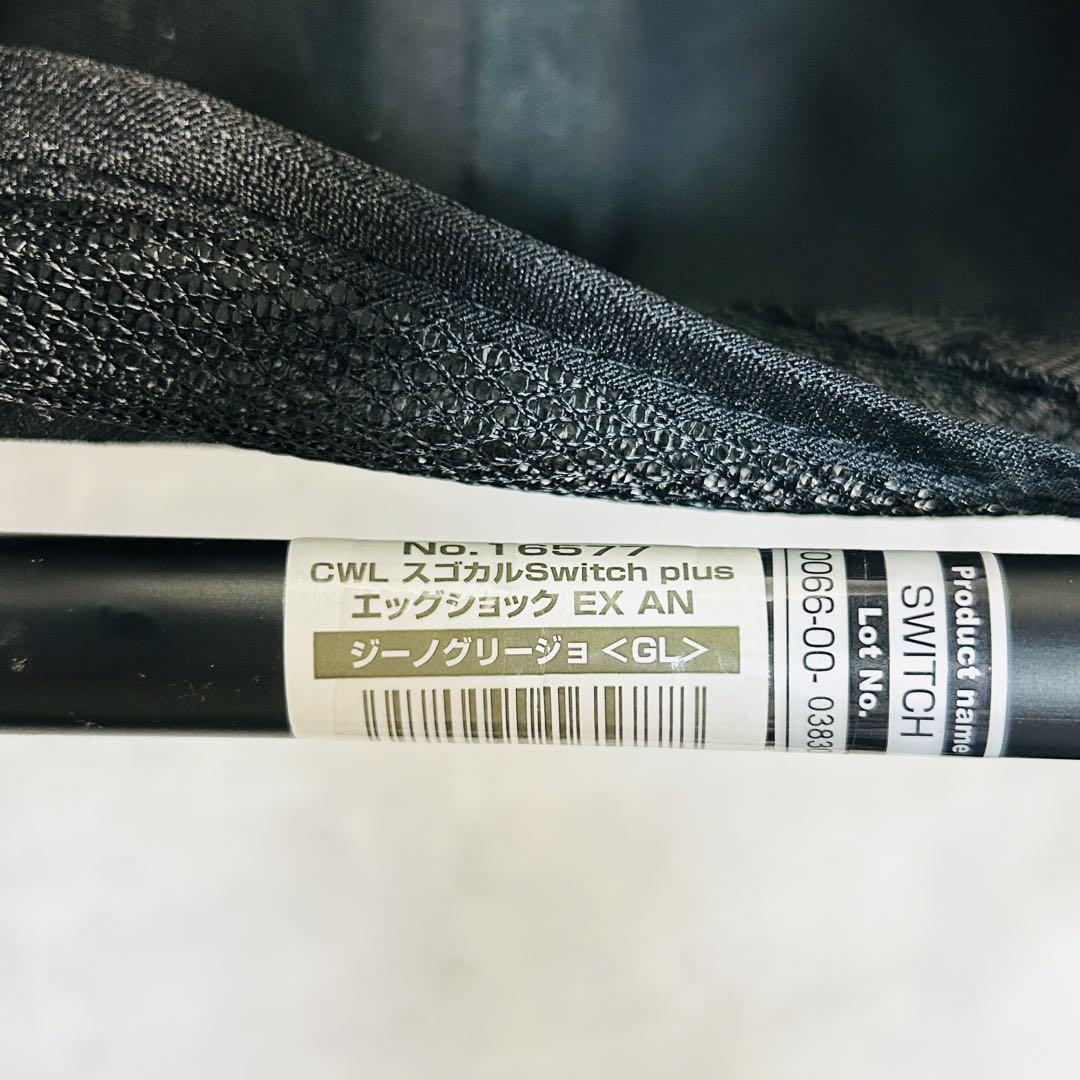 No.16577
CWL スゴカルSwitch plus
エッグショック EX AN
ジーノグリージョ <GL>
Product name
SWITCH
Lot No.
0066-00- 0383